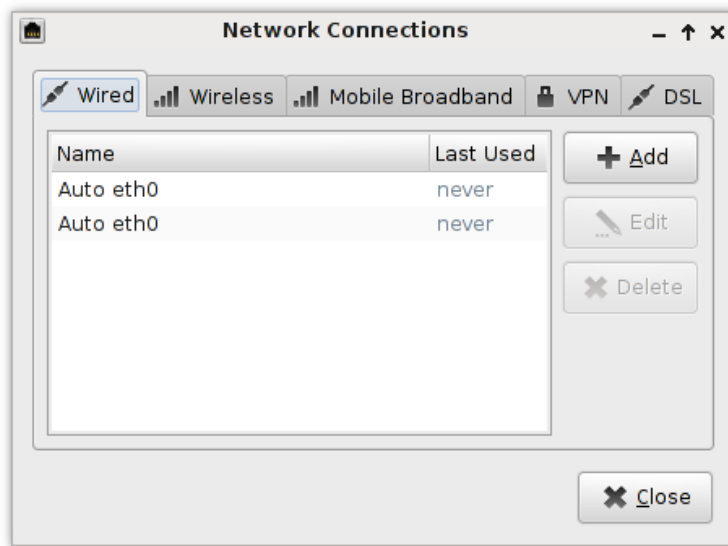 Network Connections
Wired Wireless Mobile Broadband VPN DSL
Name Last Used
Auto eth0 never
Auto eth0 never
Add
Edit
Delete
Close